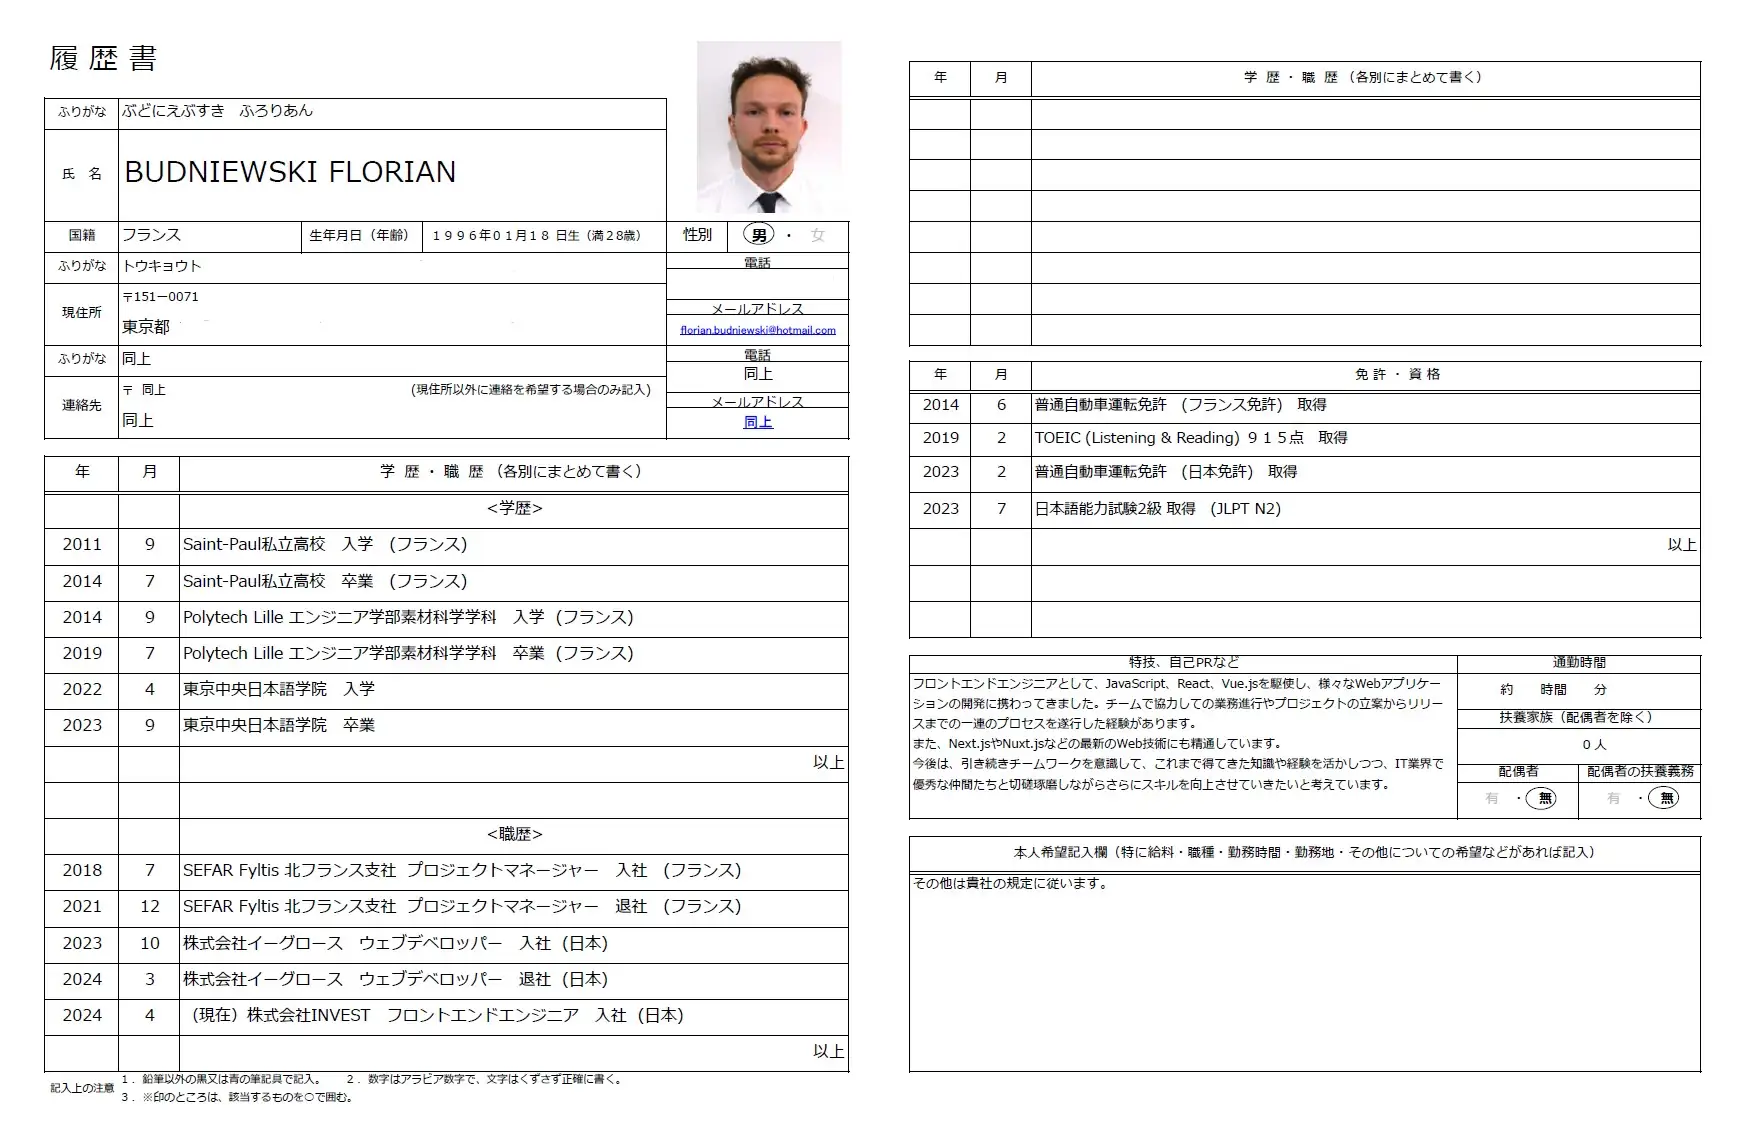 履 歴 書
ふりがな ぶどにえぶすき　ふろりあん
氏　名 BUDNIEWSKI FLORIAN
国籍 フランス 生年月日（年齢） １９９６年０１月１８ 日生（満２８歳） 性別 男 ・ 女
ふりがな トウキョウト
電話
現住所 〒151－0071
東京都
メールアドレス
florian.budniewski@hotmail.com
ふりがな 同上
電話
同上
連絡先 〒 同上 (現住所以外に連絡を希望する場合のみ記入)
同上
メールアドレス
同上
年 月 学 歴 ・ 職 歴 （各別にまとめて書く）
<学歴>
2011 9 Saint-Paul私立高校　入学　(フランス)
2014 7 Saint-Paul私立高校　卒業　(フランス)
2014 9 Polytech Lille エンジニア学部素材科学学科　入学 (フランス)
2019 7 Polytech Lille エンジニア学部素材科学学科　卒業 (フランス)
2022 4 東京中央日本語学院　入学
2023 9 東京中央日本語学院　卒業
以上
<職歴>
2018 7 SEFAR Fyltis 北フランス支社 プロジェクトマネージャー　入社　(フランス)
2021 12 SEFAR Fyltis 北フランス支社 プロジェクトマネージャー　退社　(フランス)
2023 10 株式会社イーグロース　ウェブデベロッパー　入社 (日本)
2024 3 株式会社イーグロース　ウェブデベロッパー　退社 (日本)
2024 4 （現在）株式会社INVEST　フロントエンドエンジニア　入社 (日本)
以上
記入上の注意 １．鉛筆以外の黒又は青の筆記具で記入。　２．数字はアラビア数字で、文字はくずさず正確に書く。
３．※印のところは、該当するものを○で囲む。
年 月 学 歴 ・ 職 歴 （各別にまとめて書く）
年 月 免 許 ・ 資 格
2014 6 普通自動車運転免許　(フランス免許)　取得
2019 2 TOEIC (Listening & Reading) ９１５点　取得
2023 2 普通自動車運転免許　(日本免許)　取得
2023 7 日本語能力試験2級 取得　(JLPT N2)
以上
特技、自己PRなど
フロントエンドエンジニアとして、JavaScript、React、Vue.jsを駆使し、様々なWebアプリケー
ションの開発に携わってきました。チームで協力しての業務進行やプロジェクトの立案からリリー
スまでの一連のプロセスを遂行した経験があります。
また、Next.jsやNuxt.jsなどの最新のWeb技術にも精通しています。
今後は、引き続きチームワークを意識して、これまで得てきた知識や経験を活かしつつ、IT業界で
優秀な仲間たちと切磋琢磨しながらさらにスキルを向上させていきたいと考えています。
通勤時間
約　　時間　　分
扶養家族（配偶者を除く）
０人
配偶者 配偶者の扶養義務
有 ・ 無 有 ・ 無
本人希望記入欄（特に給料・職種・勤務時間・勤務地・その他についての希望などがあれば記入）
その他は貴社の規定に従います。